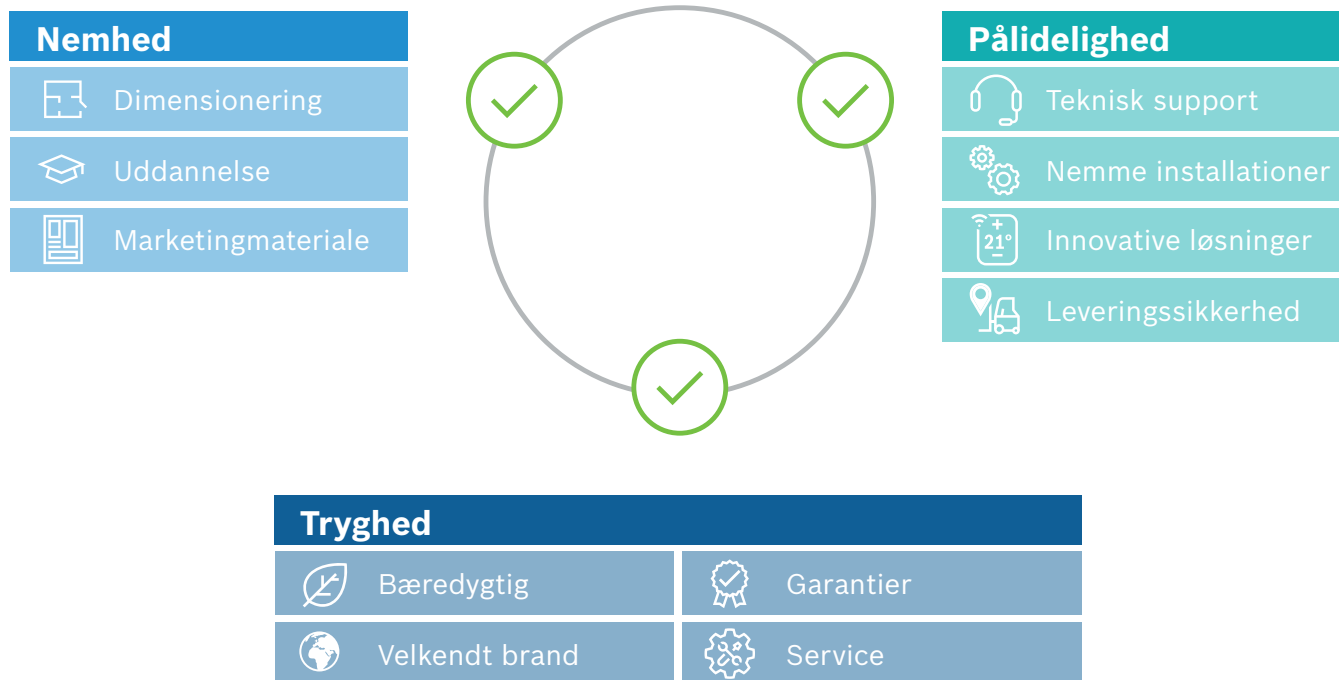 Nemhed
Dimensionering
Uddannelse
Marketingmateriale
Pålidelighed
Teknisk support
Nemme installationer
21°
Innovative løsninger
Leveringssikkerhed
Tryghed
Bæredygtig
Garantier
Velkendt brand
Service